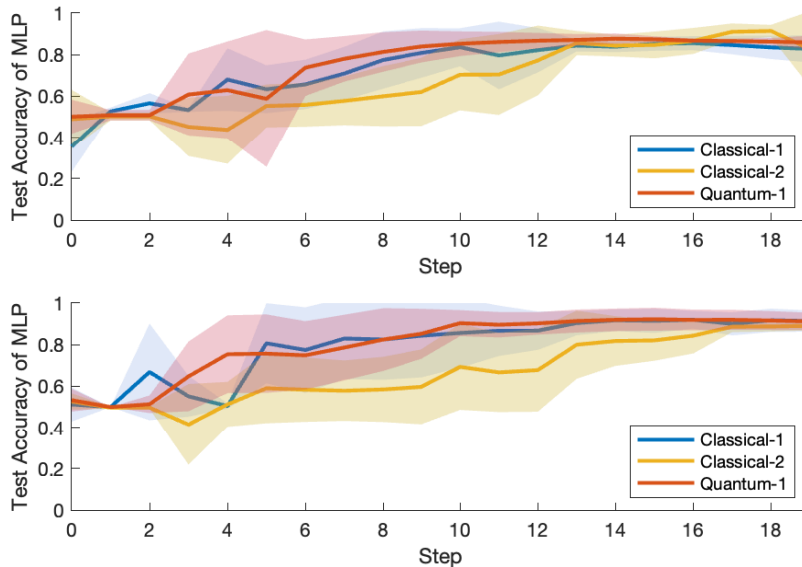 Test Accuracy of MLP
1
0.8
0.6
0.4
0.2
0
0 2 4 6 8 10 12 14 16 18
Step
Classical-1
Classical-2
Quantum-1
Test Accuracy of MLP
1
0.8
0.6
0.4
0.2
0
0 2 4 6 8 10 12 14 16 18
Step
Classical-1
Classical-2
Quantum-1